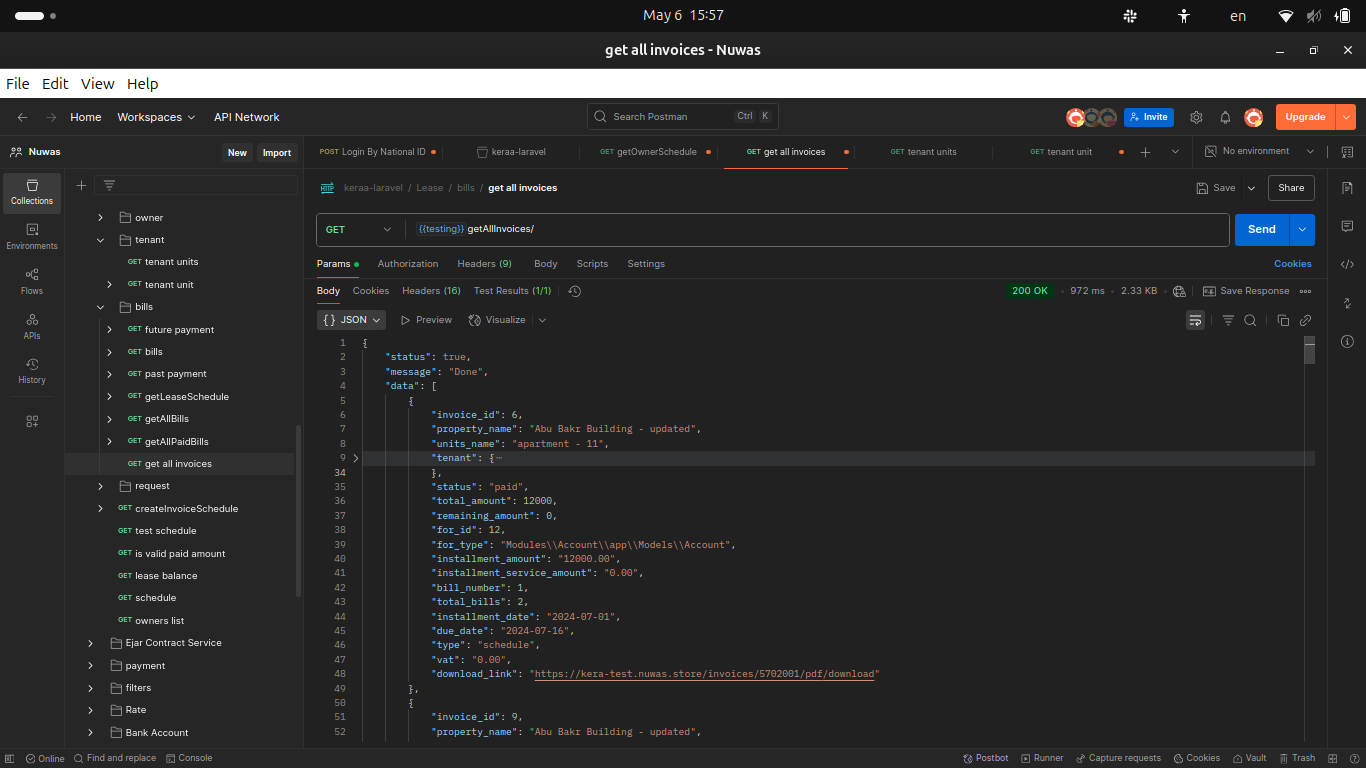 May 6 15:57
en
get all invoices - Nuwas
File Edit View Help
Home Workspaces API Network
Search Postman Ctrl K
Invite
Upgrade
Nuwas New Import
POST Login By National ID keraa-laravel GET getOwnerSchedule GET get all invoices GET tenant units GET tenant unit No environment
Collections
Environments
Flows
APIs
History
owner
tenant
GET tenant units
GET tenant unit
bills
GET future payment
GET bills
GET past payment
GET getLeaseSchedule
GET getAllBills
GET getAllPaidBills
GET get all invoices
request
GET createInvoiceSchedule
GET test schedule
GET is valid paid amount
GET lease balance
GET schedule
GET owners list
Ejar Contract Service
payment
filters
Rate
Bank Account
HTTP keraa-laravel / Lease / bills / get all invoices Save Share
GET {{testing}} getAllInvoices/ Send
Params Authorization Headers (9) Body Scripts Settings Cookies
Body Cookies Headers (16) Test Results (1/1) 200 OK 972 ms 2.33 KB Save Response
{} JSON Preview Visualize
1 {
2 "status": true,
3 "message": "Done",
4 "data": [
5 {
6 "invoice_id": 6,
7 "property_name": "Abu Bakr Building - updated",
8 "units_name": "apartment - 11",
9 "tenant": {⋯
34 },
35 "status": "paid",
36 "total_amount": 12000,
37 "remaining_amount": 0,
38 "for_id": 12,
39 "for_type": "Modules\\Account\\app\\Models\\Account",
40 "installment_amount": "12000.00",
41 "installment_service_amount": "0.00",
42 "bill_number": 1,
43 "total_bills": 2,
44 "installment_date": "2024-07-01",
45 "due_date": "2024-07-16",
46 "type": "schedule",
47 "vat": "0.00",
48 "download_link": "https://kera-test.nuwas.store/invoices/5702001/pdf/download"
49 },
50 {
51 "invoice_id": 9,
52 "property_name": "Abu Bakr Building - updated",
Online Find and replace Console Postbot Runner Capture requests Cookies Vault Trash